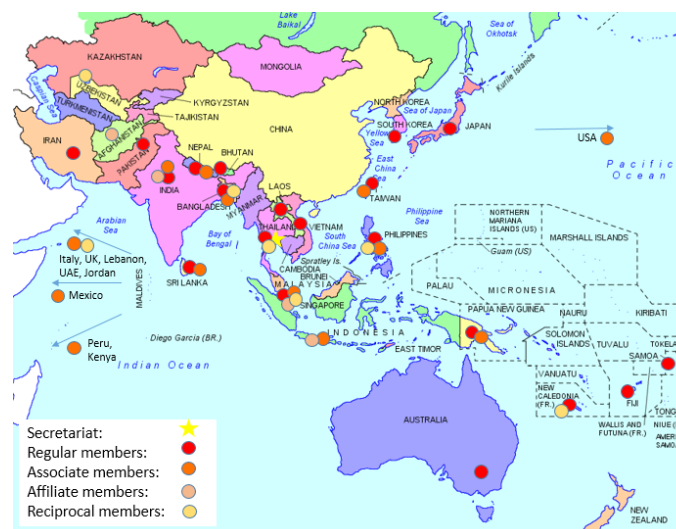 Lake
Baikal
Sea of
Okhotsk
KAZAKHSTAN
MONGOLIA
Kurile Islands
Caspian Sea
UZBEKISTAN
KYRGYZSTAN
NORTH KOREA
Sea of Japan
TURKMENISTAN
TAJIKISTAN
SOUTH KOREA
JAPAN
AFGHANISTAN
CHINA
Yellow
Sea
USA
IRAN
PAKISTAN
NEPAL
BHUTAN
East
China
Sea
Pacific
Ocean
INDIA
LAOS
TAIWAN
BANGLADESH
MYANMAR
Arabian
Sea
Bay of
Bengal
THAILAND
VIETNAM
South
China Sea
Philippine
Sea
PHILIPPINES
NORTHERN
MARIANA
ISLANDS (US)
MARSHALL ISLANDS
Guam (US)
Italy, UK, Lebanon,
UAE, Jordan
SRI LANKA
CAMBODIA
Spratley Is.
BRUNEI
MALAYSIA
PALAU
MICRONESIA
Mexico
MALDIVES
SINGAPORE
PAPUA NEW GUINEA
NAURU
KIRIBATI
Diego Garcia (BR.)
INDONESIA
SOLOMON
ISLANDS
TUVALU
TOKELA
Peru,
Kenya
EAST TIMOR
SAMOA
Indian Ocean
VANUATU
NEW
CALEDONIA
(FR.)
FIJI
AUSTRALIA
WALLIS AND
FUTUNA (FR.)
TONG
NIUE (
AMER
SAMOA
Secretariat:
Regular members:
Associate members:
Affiliate members:
Reciprocal members:
NEW
ZEALAND